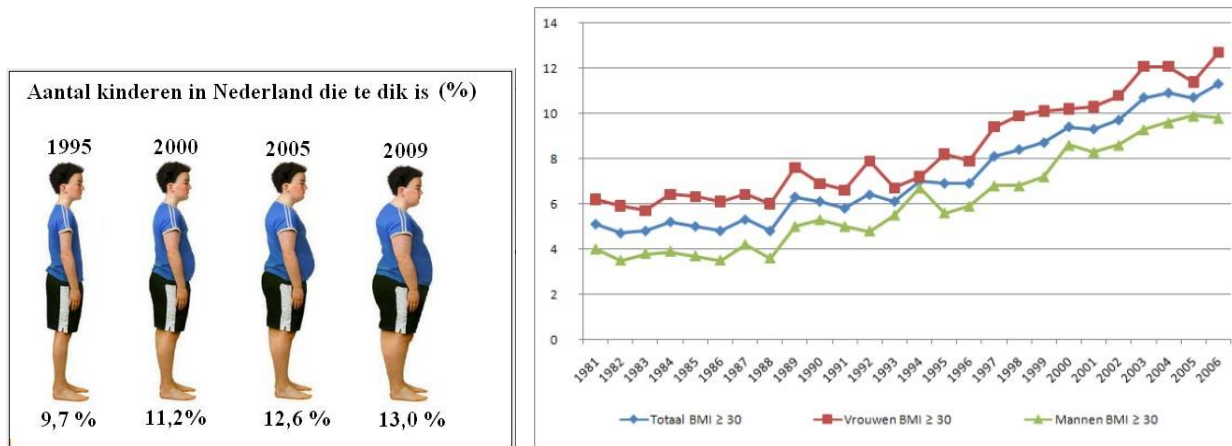 Aantal kinderen in Nederland die te dik is (%)
1995 2000 2005 2009
9,7 % 11,2% 12,6 % 13,0 %
14
12
10
8
6
4
2
0
1981 1982 1983 1984 1985 1986 1987 1988 1989 1990 1991 1992 1993 1994 1995 1996 1997 1998 1999 2000 2001 2002 2003 2004 2005 2006
Totaal BMI ≥ 30 Vrouwen BMI ≥ 30 Mannen BMI ≥ 30